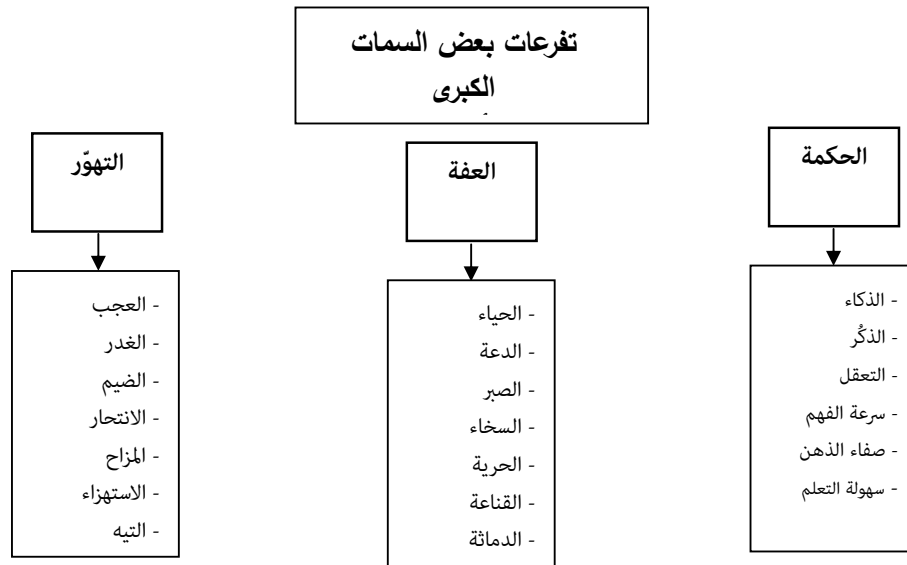 تفرعات بعض السمات
الكبرى
الحكمة
- الذكاء
- الذكُر
- التعقل
- سرعة الفهم
- صفاء الذهن
- سهولة التعلم
العفة
- الحياء
- الدعة
- الصبر
- السخاء
- الحرية
- القناعة
- الدماثة
التهوّر
- العجب
- الغدر
- الضيم
- الانتحار
- المزاح
- الاستهزاء
- التيه